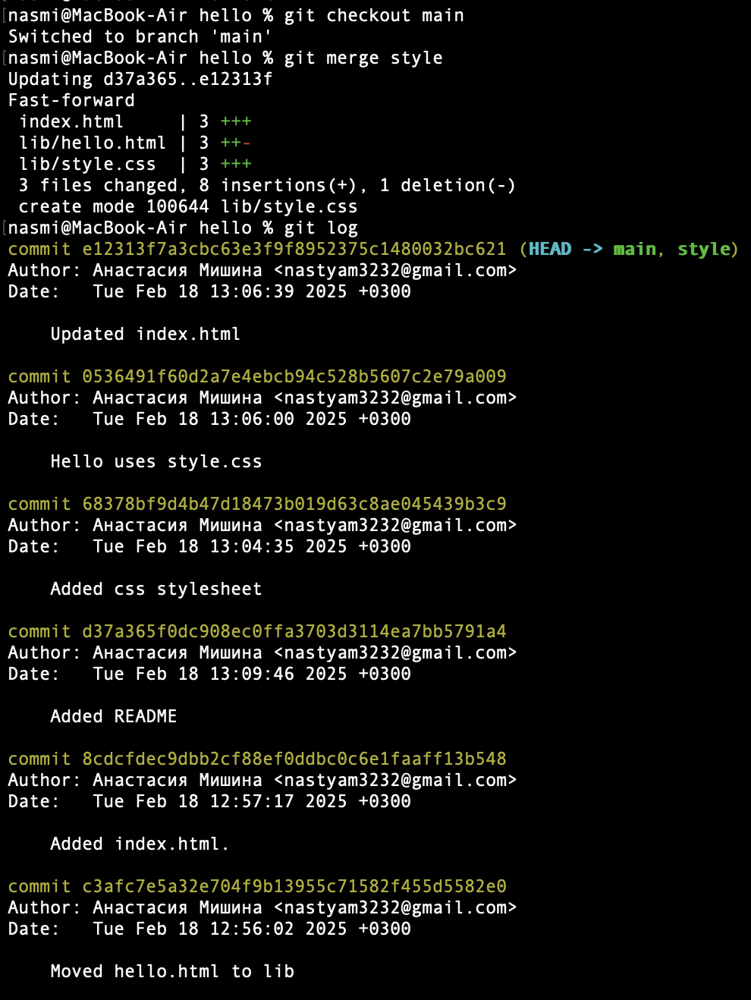 nasmi@MacBook-Air hello % git checkout main
Switched to branch 'main'
nasmi@MacBook-Air hello % git merge style
Updating d37a365..e12313f
Fast-forward
 index.html     | 3 +++
 lib/hello.html | 3 ++-
 lib/style.css  | 3 +++
 3 files changed, 8 insertions(+), 1 deletion(-)
 create mode 100644 lib/style.css
nasmi@MacBook-Air hello % git log
commit e12313f7a3cbc63e3f9f8952375c1480032bc621 (HEAD -> main, style)
Author: Анастасия Мишина <nastyam3232@gmail.com>
Date:   Tue Feb 18 13:06:39 2025 +0300

    Updated index.html

commit 0536491f60d2a7e4ebcb94c528b5607c2e79a009
Author: Анастасия Мишина <nastyam3232@gmail.com>
Date:   Tue Feb 18 13:06:00 2025 +0300

    Hello uses style.css

commit 68378bf9d4b47d18473b019d63c8ae045439b3c9
Author: Анастасия Мишина <nastyam3232@gmail.com>
Date:   Tue Feb 18 13:04:35 2025 +0300

    Added css stylesheet

commit d37a365f0dc908ec0ffa3703d3114ea7bb5791a4
Author: Анастасия Мишина <nastyam3232@gmail.com>
Date:   Tue Feb 18 13:09:46 2025 +0300

    Added README

commit 8cdcfdec9dbb2cf88ef0ddbc0c6e1faaff13b548
Author: Анастасия Мишина <nastyam3232@gmail.com>
Date:   Tue Feb 18 12:57:17 2025 +0300

    Added index.html.

commit c3afc7e5a32e704f9b13955c71582f455d5582e0
Author: Анастасия Мишина <nastyam3232@gmail.com>
Date:   Tue Feb 18 12:56:02 2025 +0300

    Moved hello.html to lib